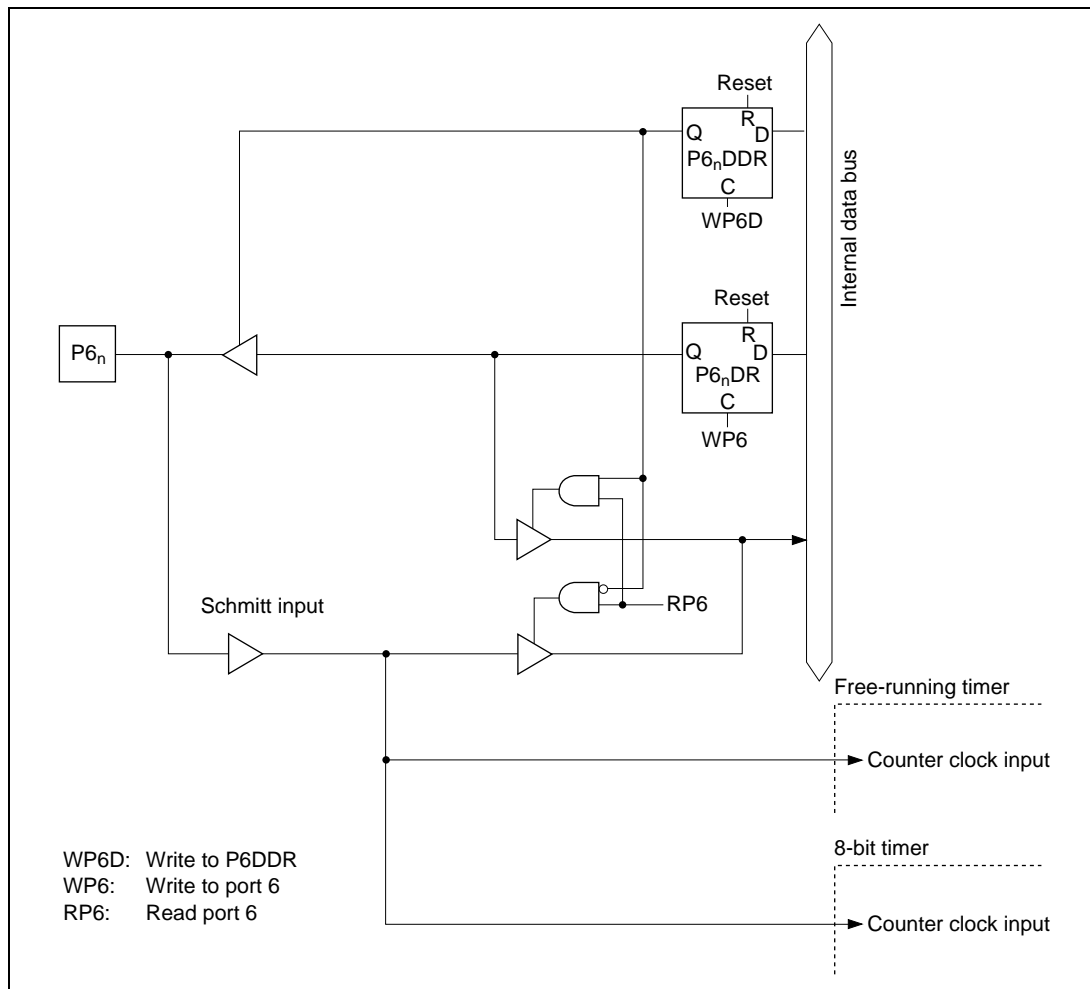 Reset
R
Q
D
P6nDDR
C
WP6D
Internal data bus
Reset
R
Q
D
P6nDR
C
WP6
P6n
RP6
Schmitt input
Free-running timer
Counter clock input
8-bit timer
Counter clock input
WP6D: Write to P6DDR
WP6: Write to port 6
RP6: Read port 6